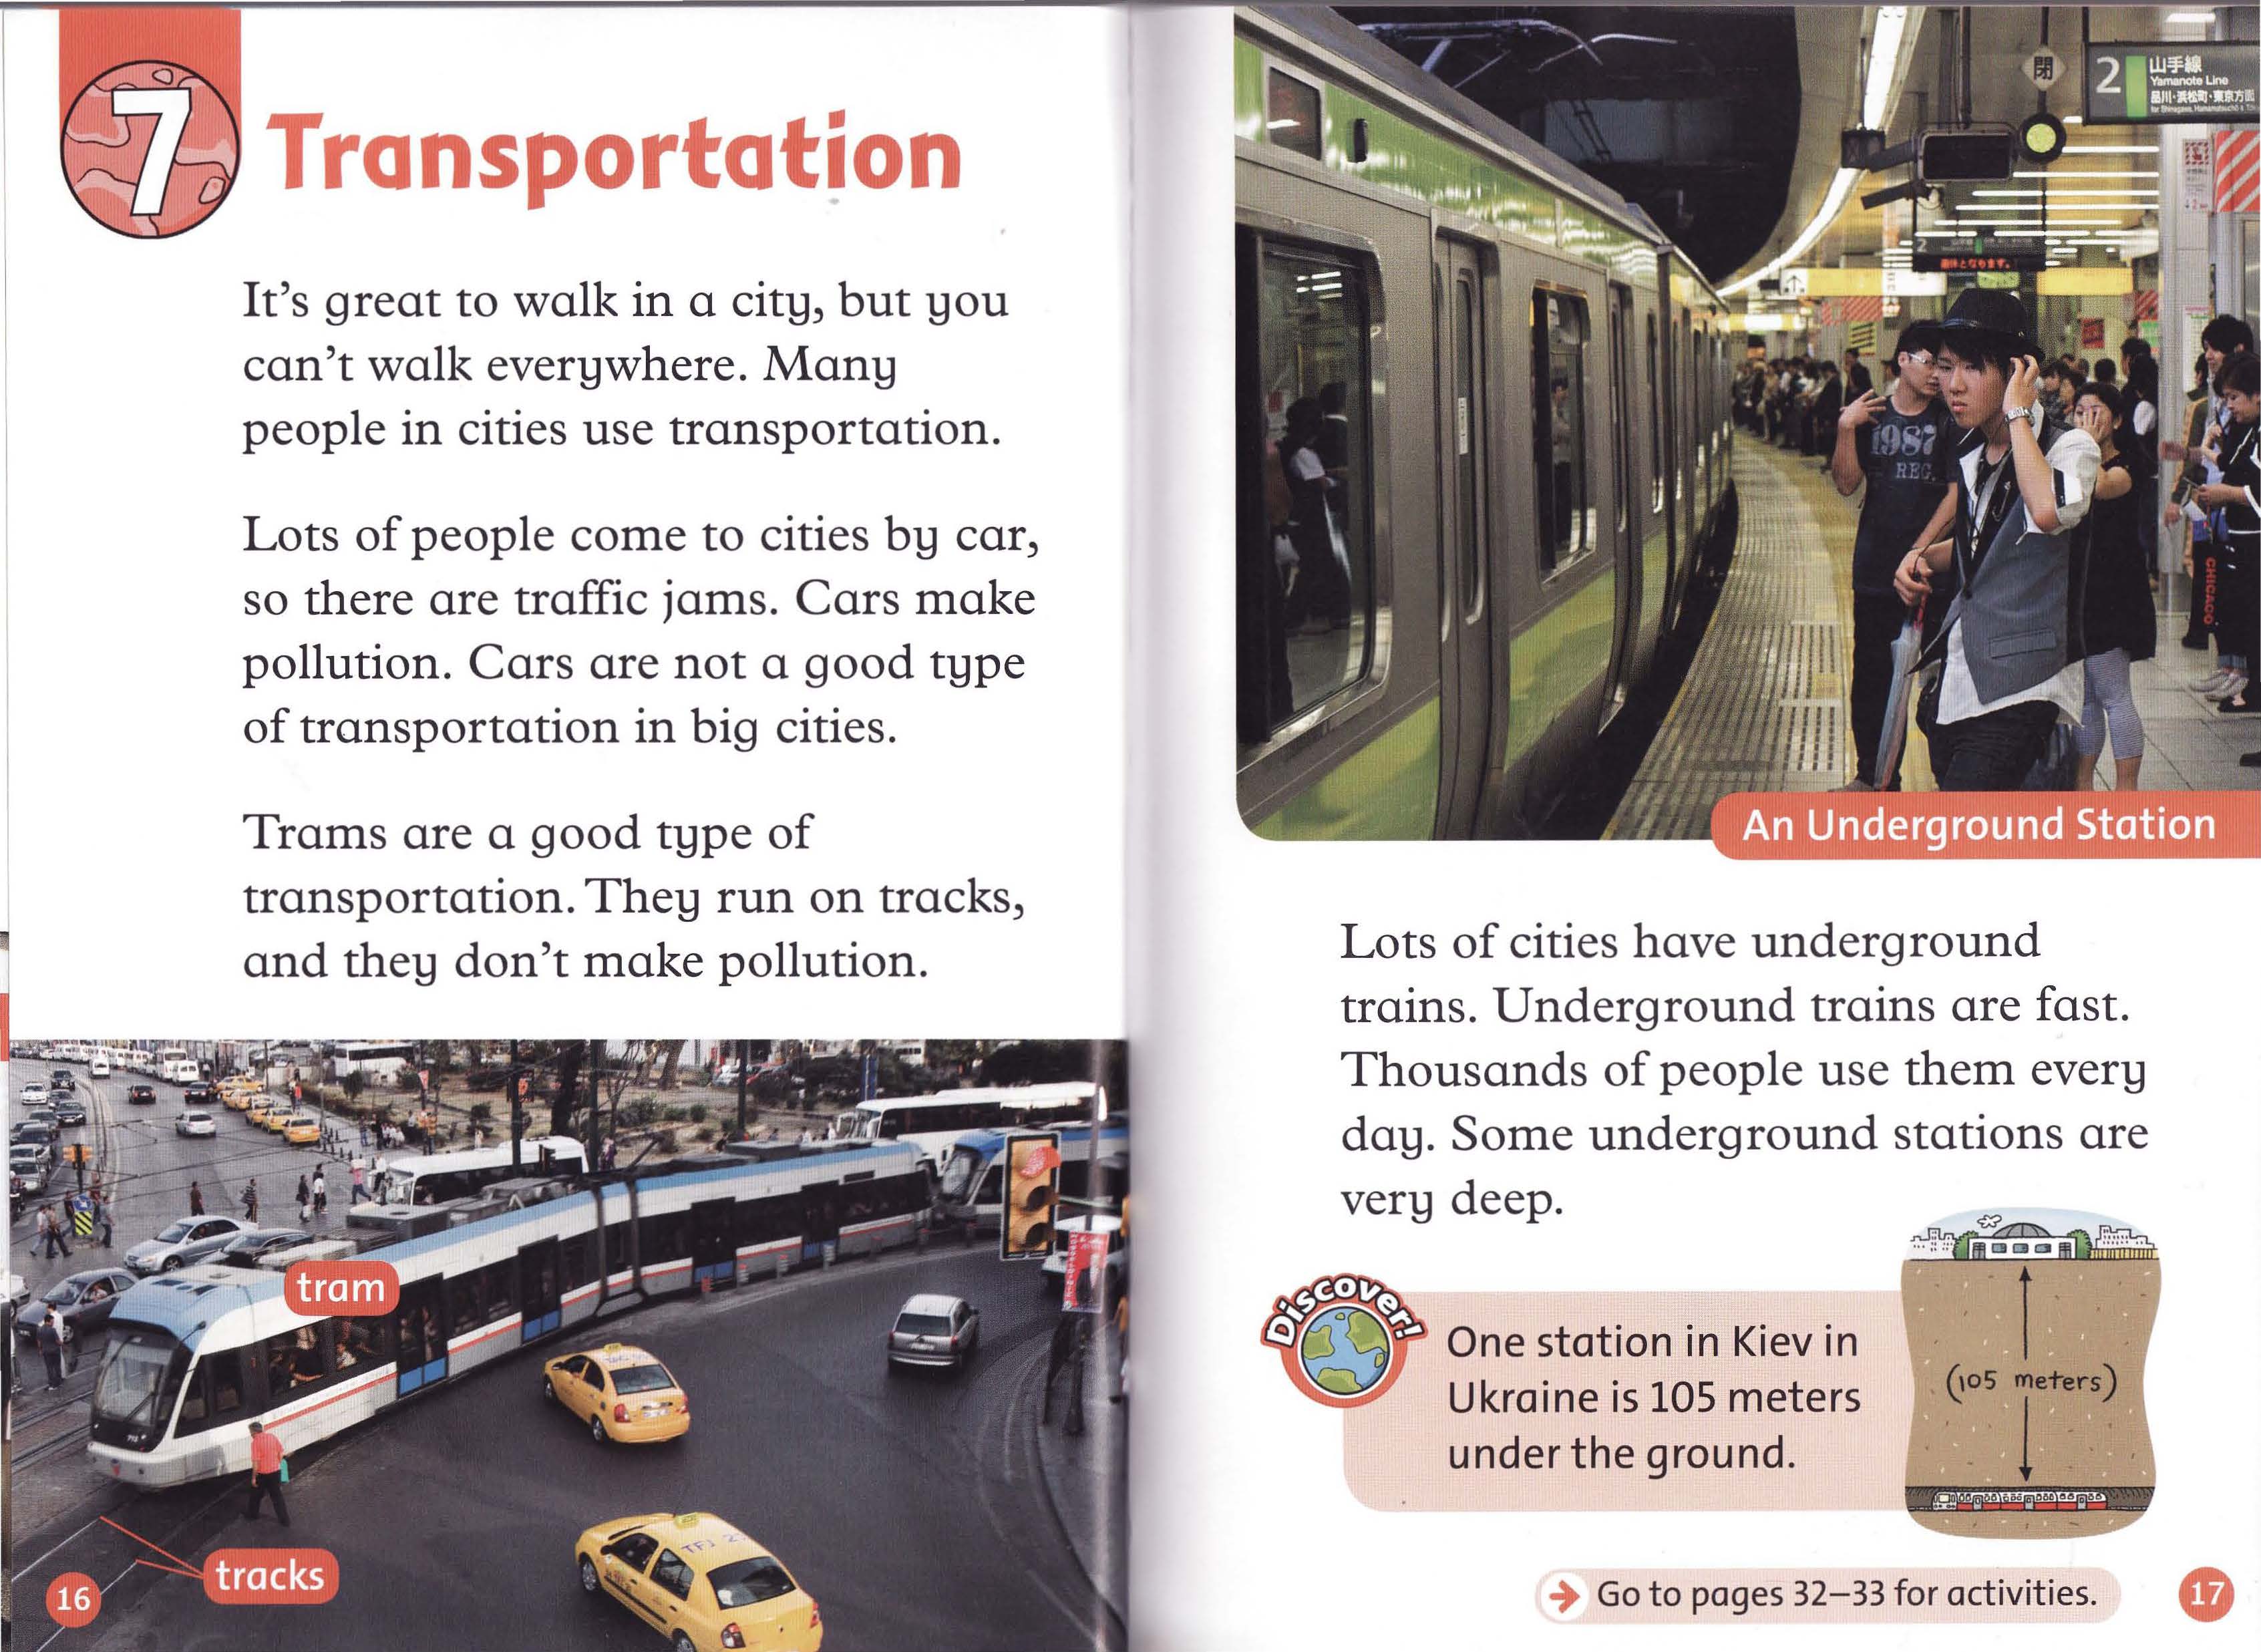 7
Transportation
It's great to walk in a city, but you
can't walk everywhere. Many
people in cities use transportation.
Lots of people come to cities by car,
so there are traffic jams. Cars make
pollution. Cars are not a good type
of transportation in big cities.
Trams are a good type of
transportation. They run on tracks,
and they don't make pollution.
tram
tracks
16
閉
2
山手線
Yamanote Line
品川・浜松町・東京方面
2
1987
REG.
CHICAGO
An Underground Station
Lots of cities have underground
trains. Underground trains are fast.
Thousands of people use them every
day. Some underground stations are
very deep.
Discover!
One station in Kiev in
Ukraine is 105 meters
under the ground.
(105 meters)
Go to pages 32–33 for activities.
17